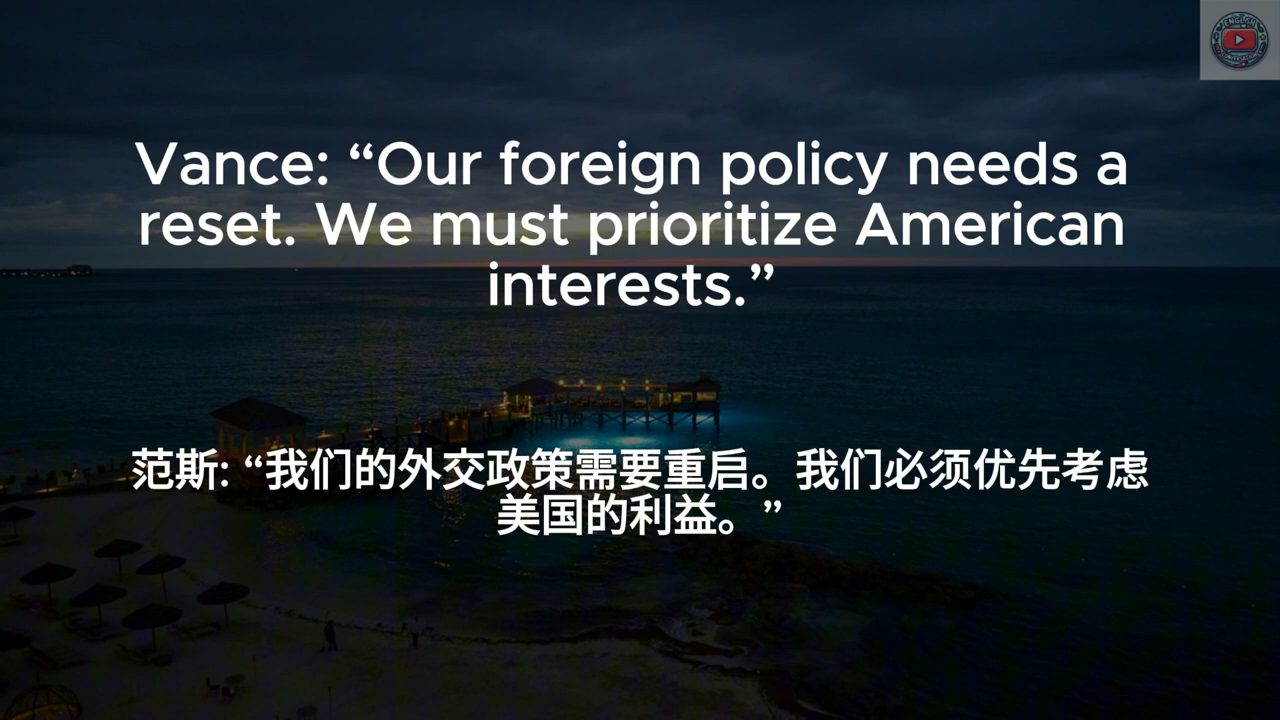 Vance: “Our foreign policy needs a
reset. We must prioritize American
interests.”
范斯: “我们的外交政策需要重启。我们必须优先考虑
美国的利益。”